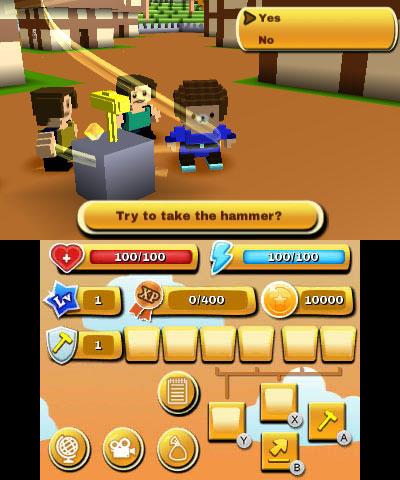 Yes
No
Try to take the hammer?
100/100
100/100
Lv
1
XP
0/400
10000
1
X
Y
A
B